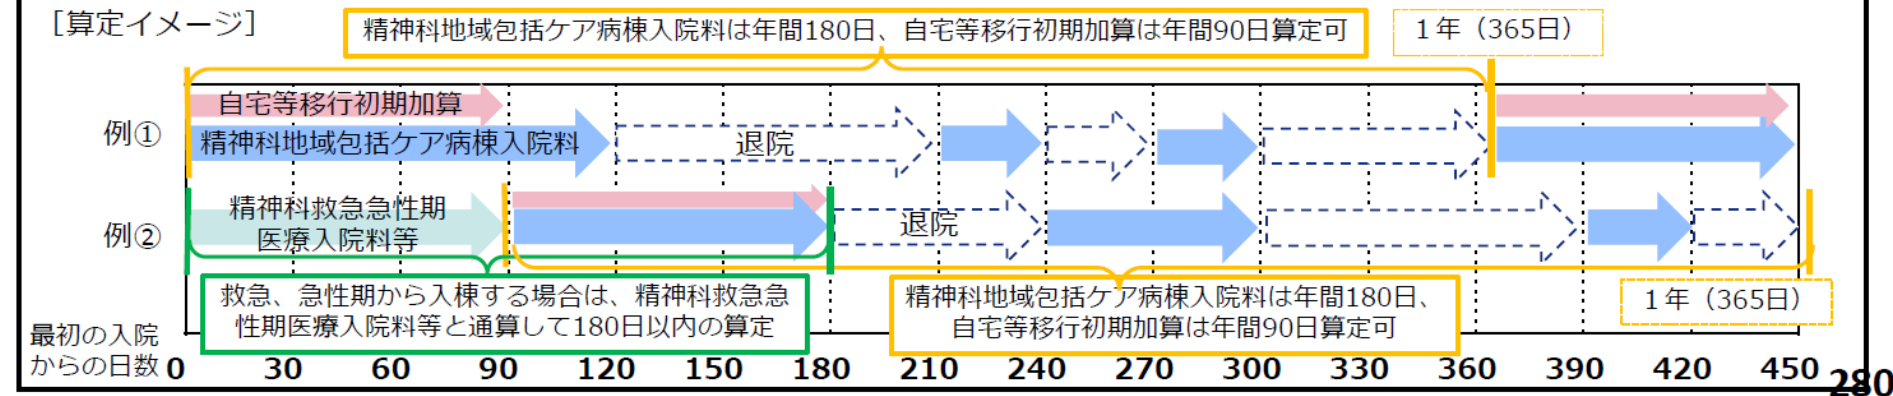 ［算定イメージ］
精神科地域包括ケア病棟入院料は年間180日、自宅等移行初期加算は年間90日算定可
１年（365日）
例①
自宅等移行初期加算
精神科地域包括ケア病棟入院料
退院
例②
精神科救急急性期
医療入院料等
退院
救急、急性期から入棟する場合は、精神科救急急
性期医療入院料等と通算して180日以内の算定
精神科地域包括ケア病棟入院料は年間180日、
自宅等移行初期加算は年間90日算定可
１年（365日）
最初の入院
からの日数
0 30 60 90 120 150 180 210 240 270 300 330 360 390 420 450
280